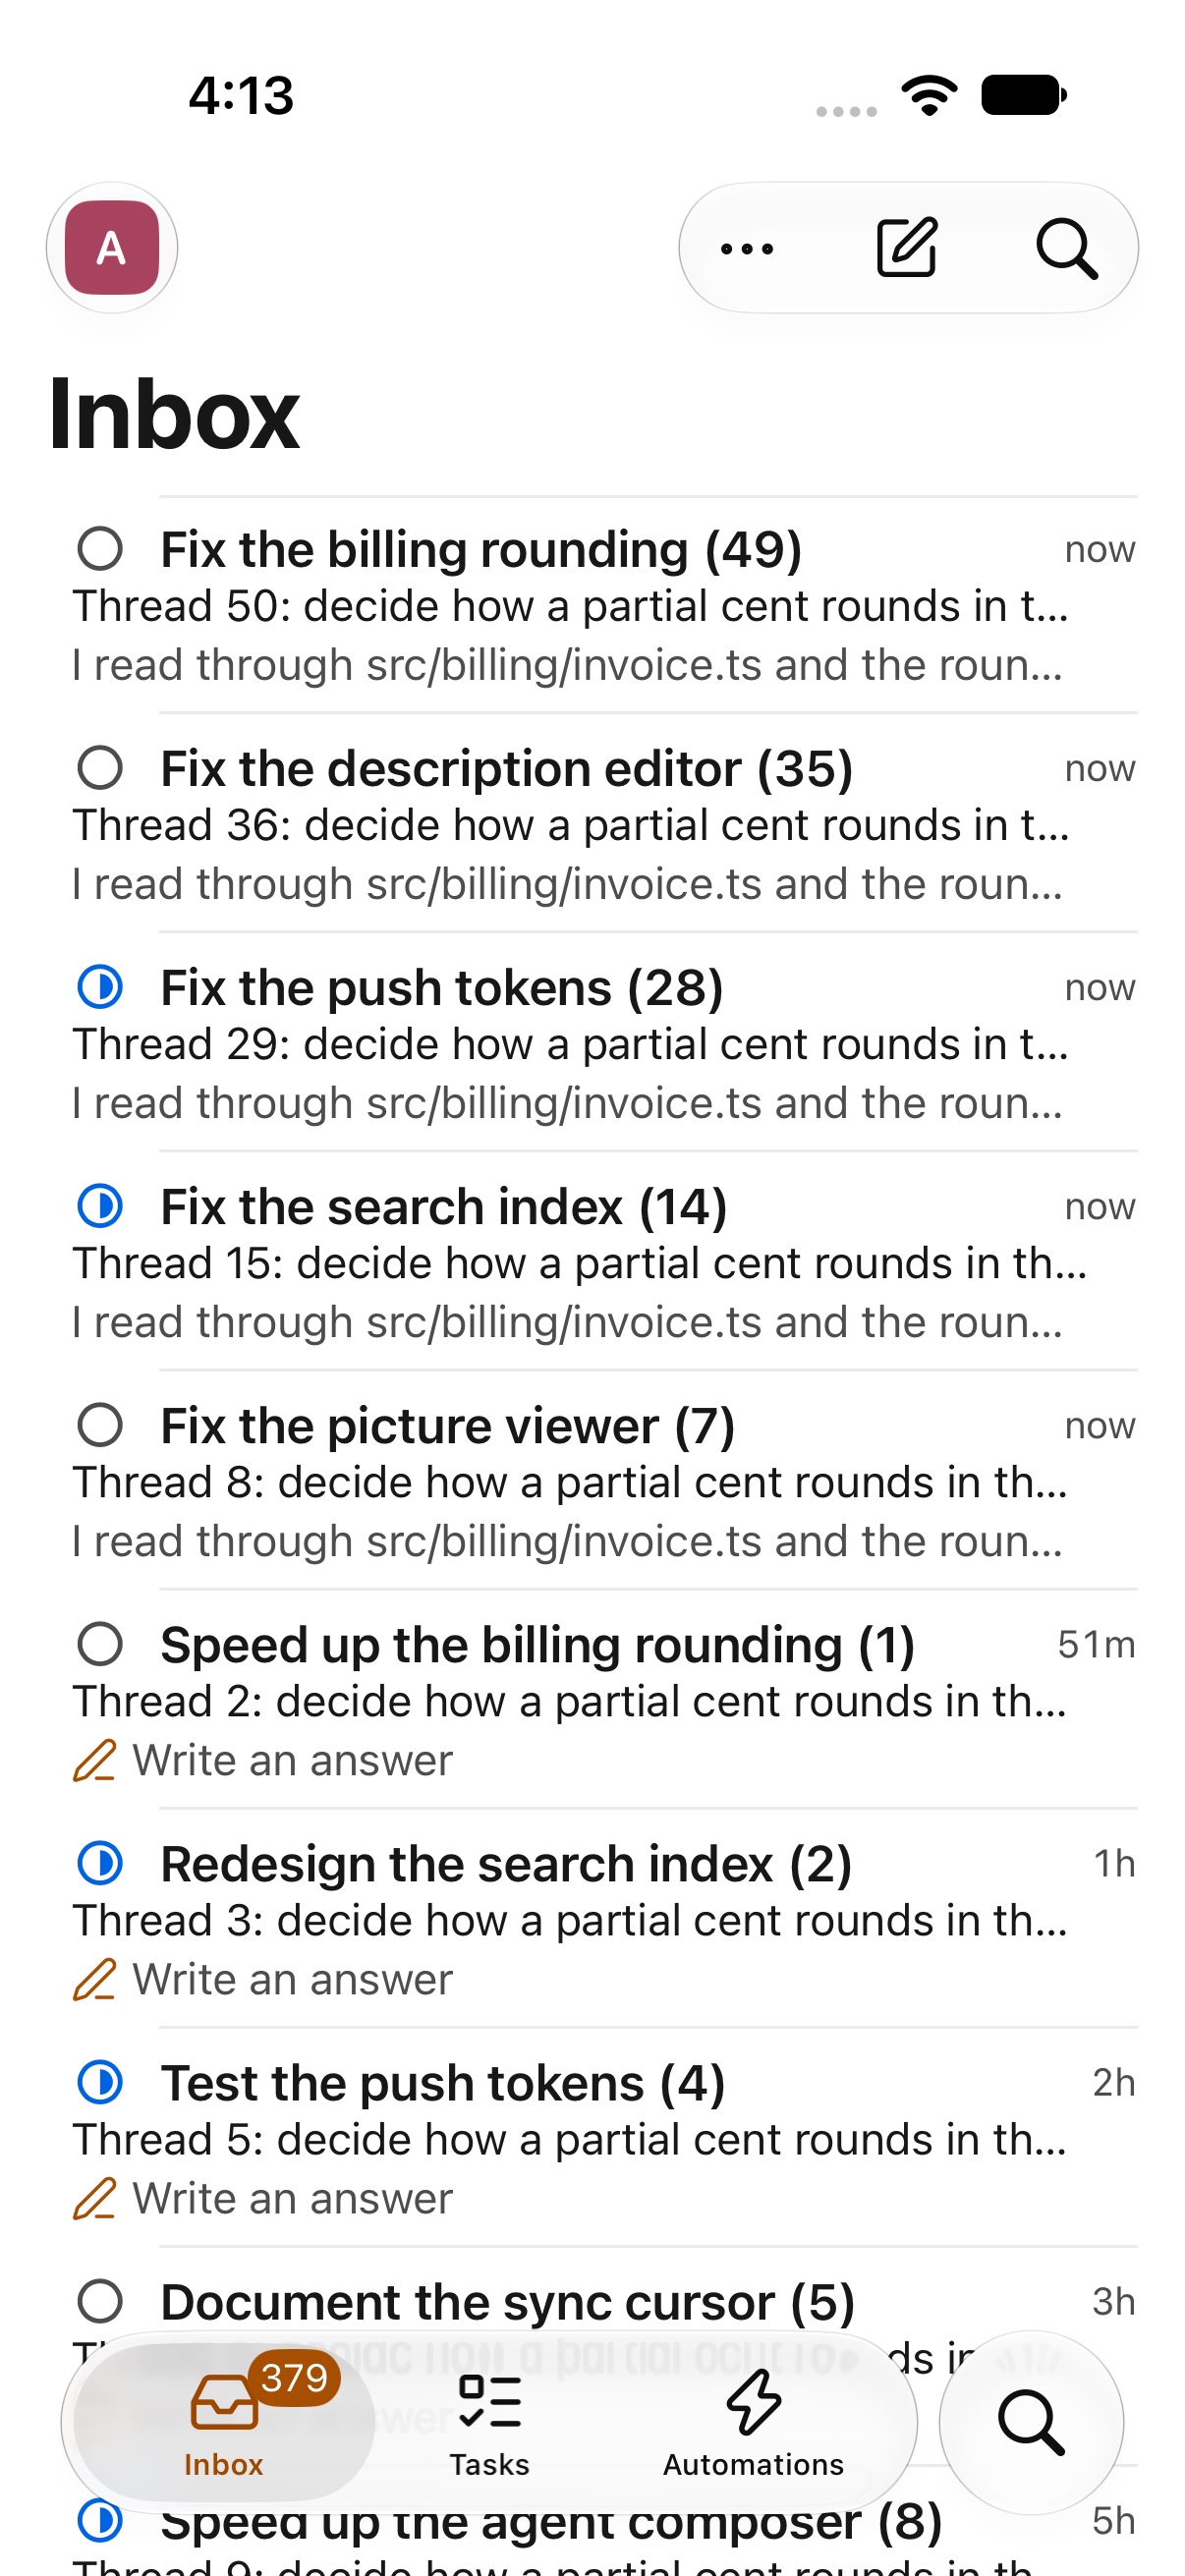 4:13
A
Inbox
Fix the billing rounding (49) now
Thread 50: decide how a partial cent rounds in t...
I read through src/billing/invoice.ts and the roun...
Fix the description editor (35) now
Thread 36: decide how a partial cent rounds in t...
I read through src/billing/invoice.ts and the roun...
Fix the push tokens (28) now
Thread 29: decide how a partial cent rounds in t...
I read through src/billing/invoice.ts and the roun...
Fix the search index (14) now
Thread 15: decide how a partial cent rounds in th...
I read through src/billing/invoice.ts and the roun...
Fix the picture viewer (7) now
Thread 8: decide how a partial cent rounds in th...
I read through src/billing/invoice.ts and the roun...
Speed up the billing rounding (1) 51m
Thread 2: decide how a partial cent rounds in th...
Write an answer
Redesign the search index (2) 1h
Thread 3: decide how a partial cent rounds in th...
Write an answer
Test the push tokens (4) 2h
Thread 5: decide how a partial cent rounds in th...
Write an answer
Document the sync cursor (5) 3h
379
Inbox Tasks Automations
Speed up the agent composer (8) 5h
Thread 9: decide how a partial cent rounds in th...